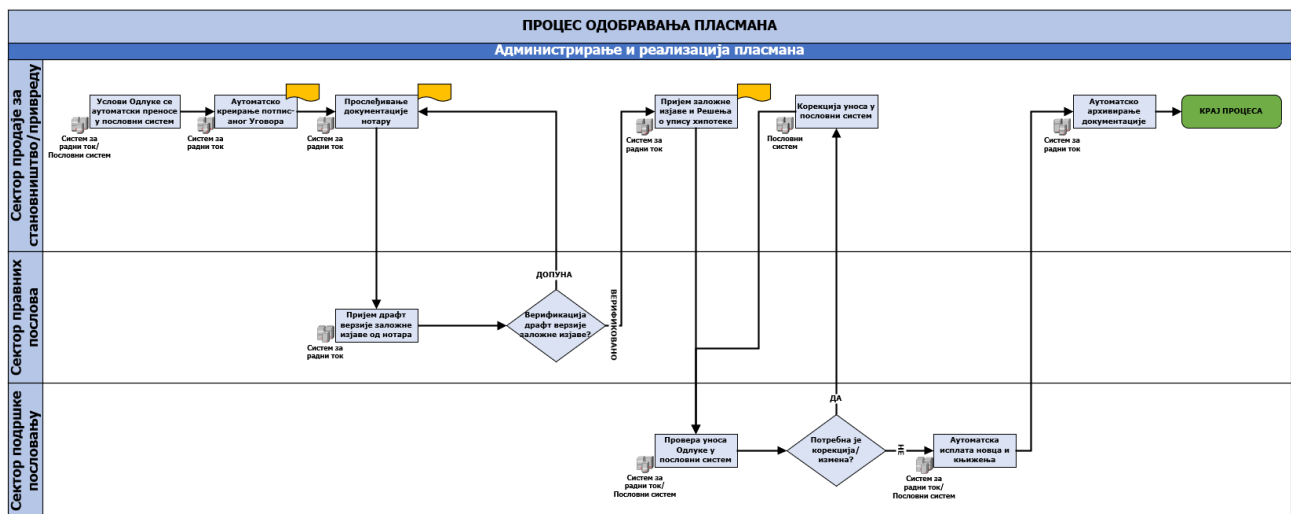 ПРОЦЕС ОДОБРАВАЊА ПЛАСМАНА
Администрирање и реализација пласмана
Сектор продаје за
становништво/ привреду
Услови Одлуке се
аутоматски преносе
у пословни систем
Систем за
радни ток/
Пословни систем
Аутоматско
креирање потпис-
аног Уговора
Систем за
радни ток
Прослеђивање
документације
нотару
Систем за
радни ток
Пријем заложне
изјаве и Решења
о упису хипотеке
Систем за
радни ток
Корекција уноса у
пословни систем
Пословни
систем
Аутоматско
архивирање
документације
Систем за
радни ток
КРАЈ ПРОЦЕСА
Сектор правних
послова
Пријем драфт
верзије заложне
изјаве од нотара
Систем за
радни ток
Верификација
драфт верзије
заложне изјаве?
ДОПУНА
ВЕРИФИКОВАНО
Сектор подршке
пословању
Провера уноса
Одлуке у
пословни систем
Систем за
радни ток/
Пословни систем
Потребна је
корекција/
измена?
ДА
НЕ
Аутоматска
исплата новца и
књижења
Систем за
радни ток/
Пословни систем